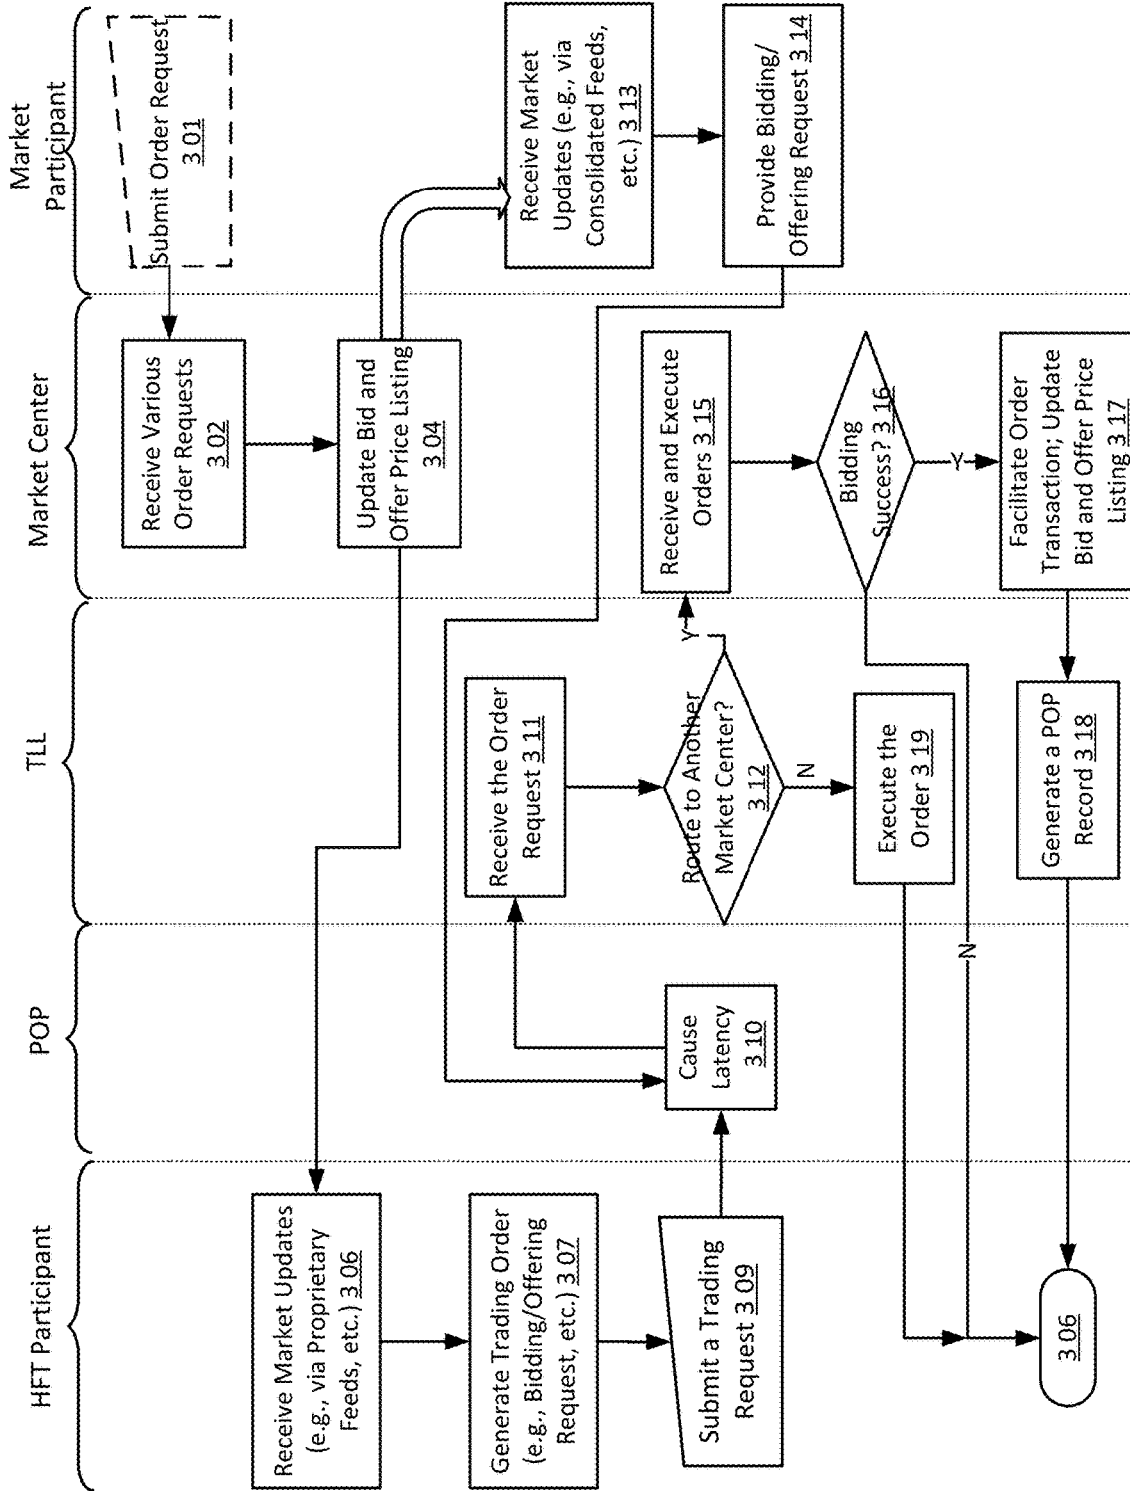 HFT Participant
POP
TLL
Market Center
Market
Participant
Submit Order Request
3 01
Receive Various
Order Requests
3 02
Update Bid and
Offer Price Listing
3 04
Receive Market Updates
(e.g., via Proprietary
Feeds, etc.) 3 06
Generate Trading Order
(e.g., Bidding/Offering
Request, etc.) 3 07
Submit a Trading
Request 3 09
Cause
Latency
3 10
Receive the Order
Request 3 11
Route to Another
Market Center?
3 12
Y
N
Receive Market
Updates (e.g., via
Consolidated Feeds,
etc.) 3 13
Provide Bidding/
Offering Request 3 14
Receive and Execute
Orders 3 15
Bidding
Success? 3 16
Y
N
Facilitate Order
Transaction; Update
Bid and Offer Price
Listing 3 17
Generate a POP
Record 3 18
Execute the
Order 3 19
3 06